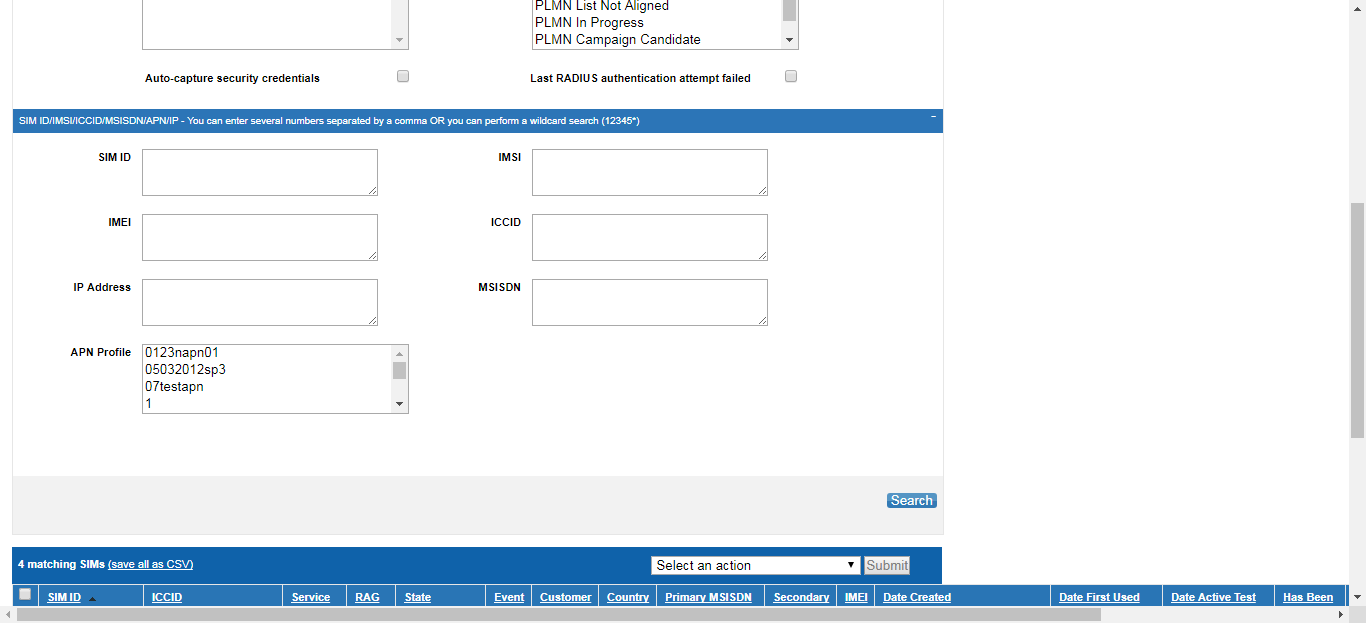 PLMN List Not Aligned
PLMN In Progress
PLMN Campaign Candidate
Auto-capture security credentials
Last RADIUS authentication attempt failed
SIM ID/IMSI/ICCID/MSISDN/APN/IP - You can enter several numbers separated by a comma OR you can perform a wildcard search (12345*)
SIM ID
IMSI
IMEI
ICCID
IP Address
MSISDN
APN Profile
0123napn01
05032012sp3
07testapn
1
Search
4 matching SIMs (save all as CSV)
Select an action
Submit
SIM ID ICCID Service RAG State Event Customer Country Primary MSISDN Secondary IMEI Date Created Date First Used Date Active Test Has Been